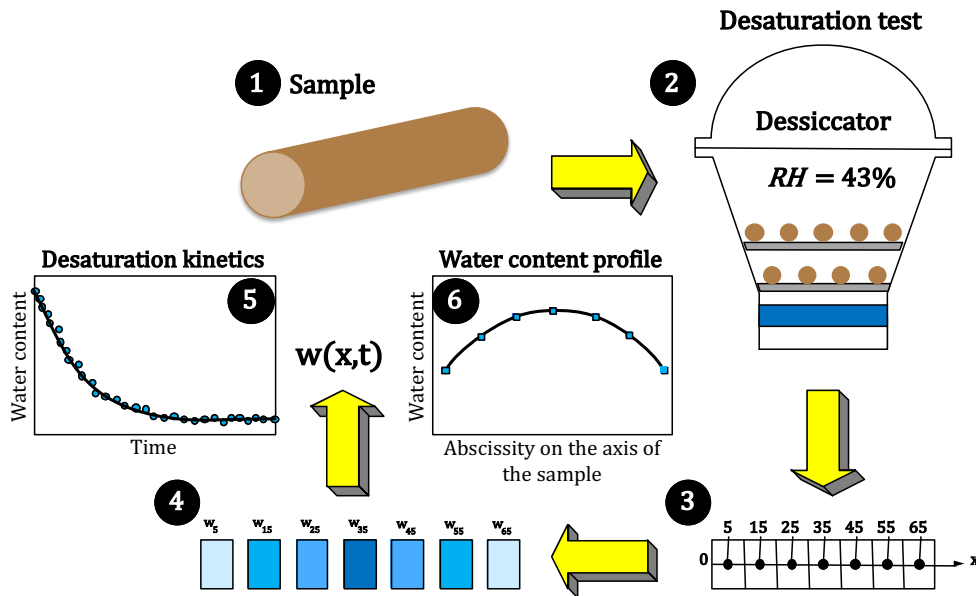 1 Sample
Desaturation test
2
Dessiccator
RH = 43%
Desaturation kinetics
5
Water content
Time
Water content profile
6
Water content
Abscissity on the axis of
the sample
w(x,t)
4
w5 w15 w25 w35 w45 w55 w65
3
5 15 25 35 45 55 65
0 x